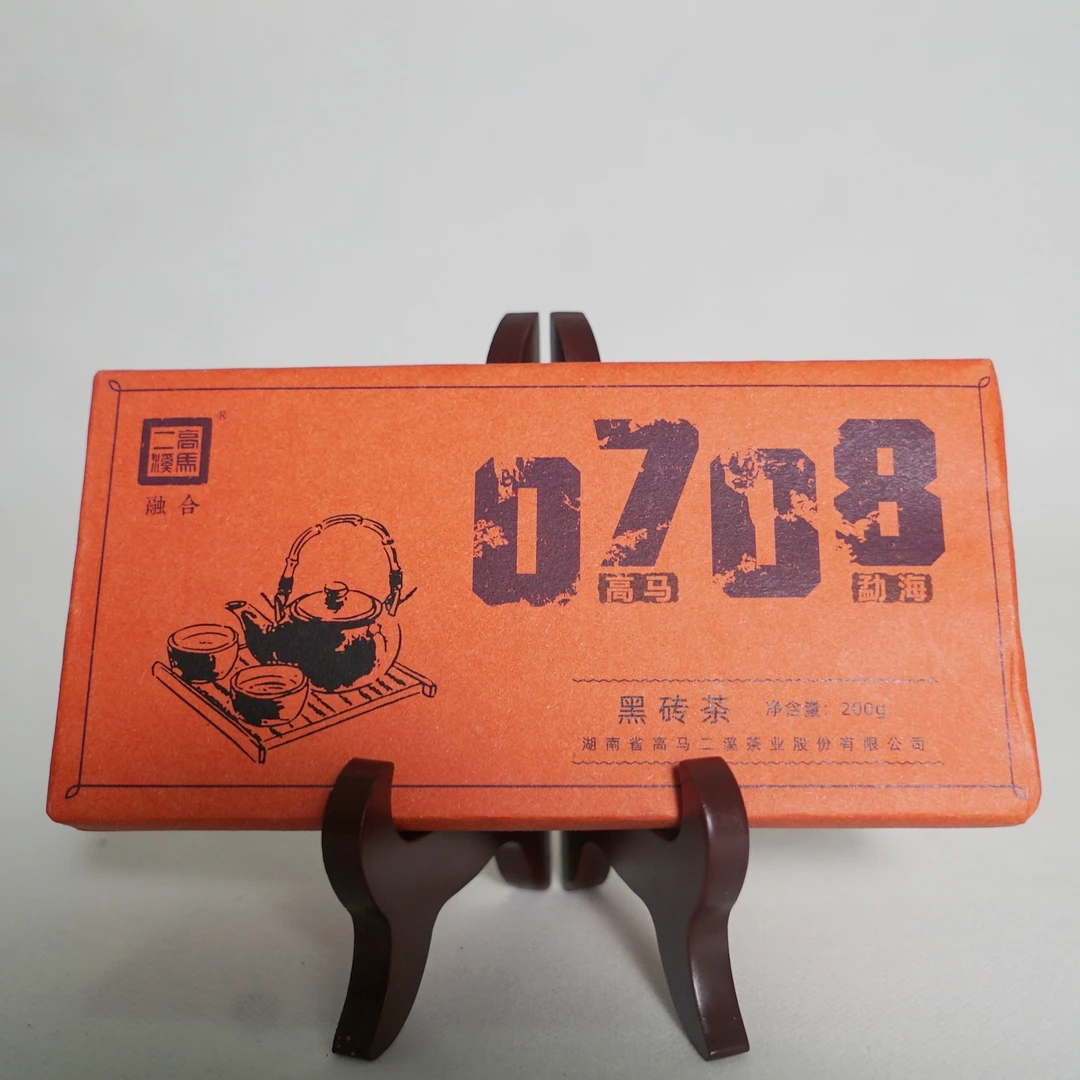 高馬二溪
®
融合
0708
高马
勐海
黑砖茶 净含量：200g
湖南省高马二溪茶业股份有限公司